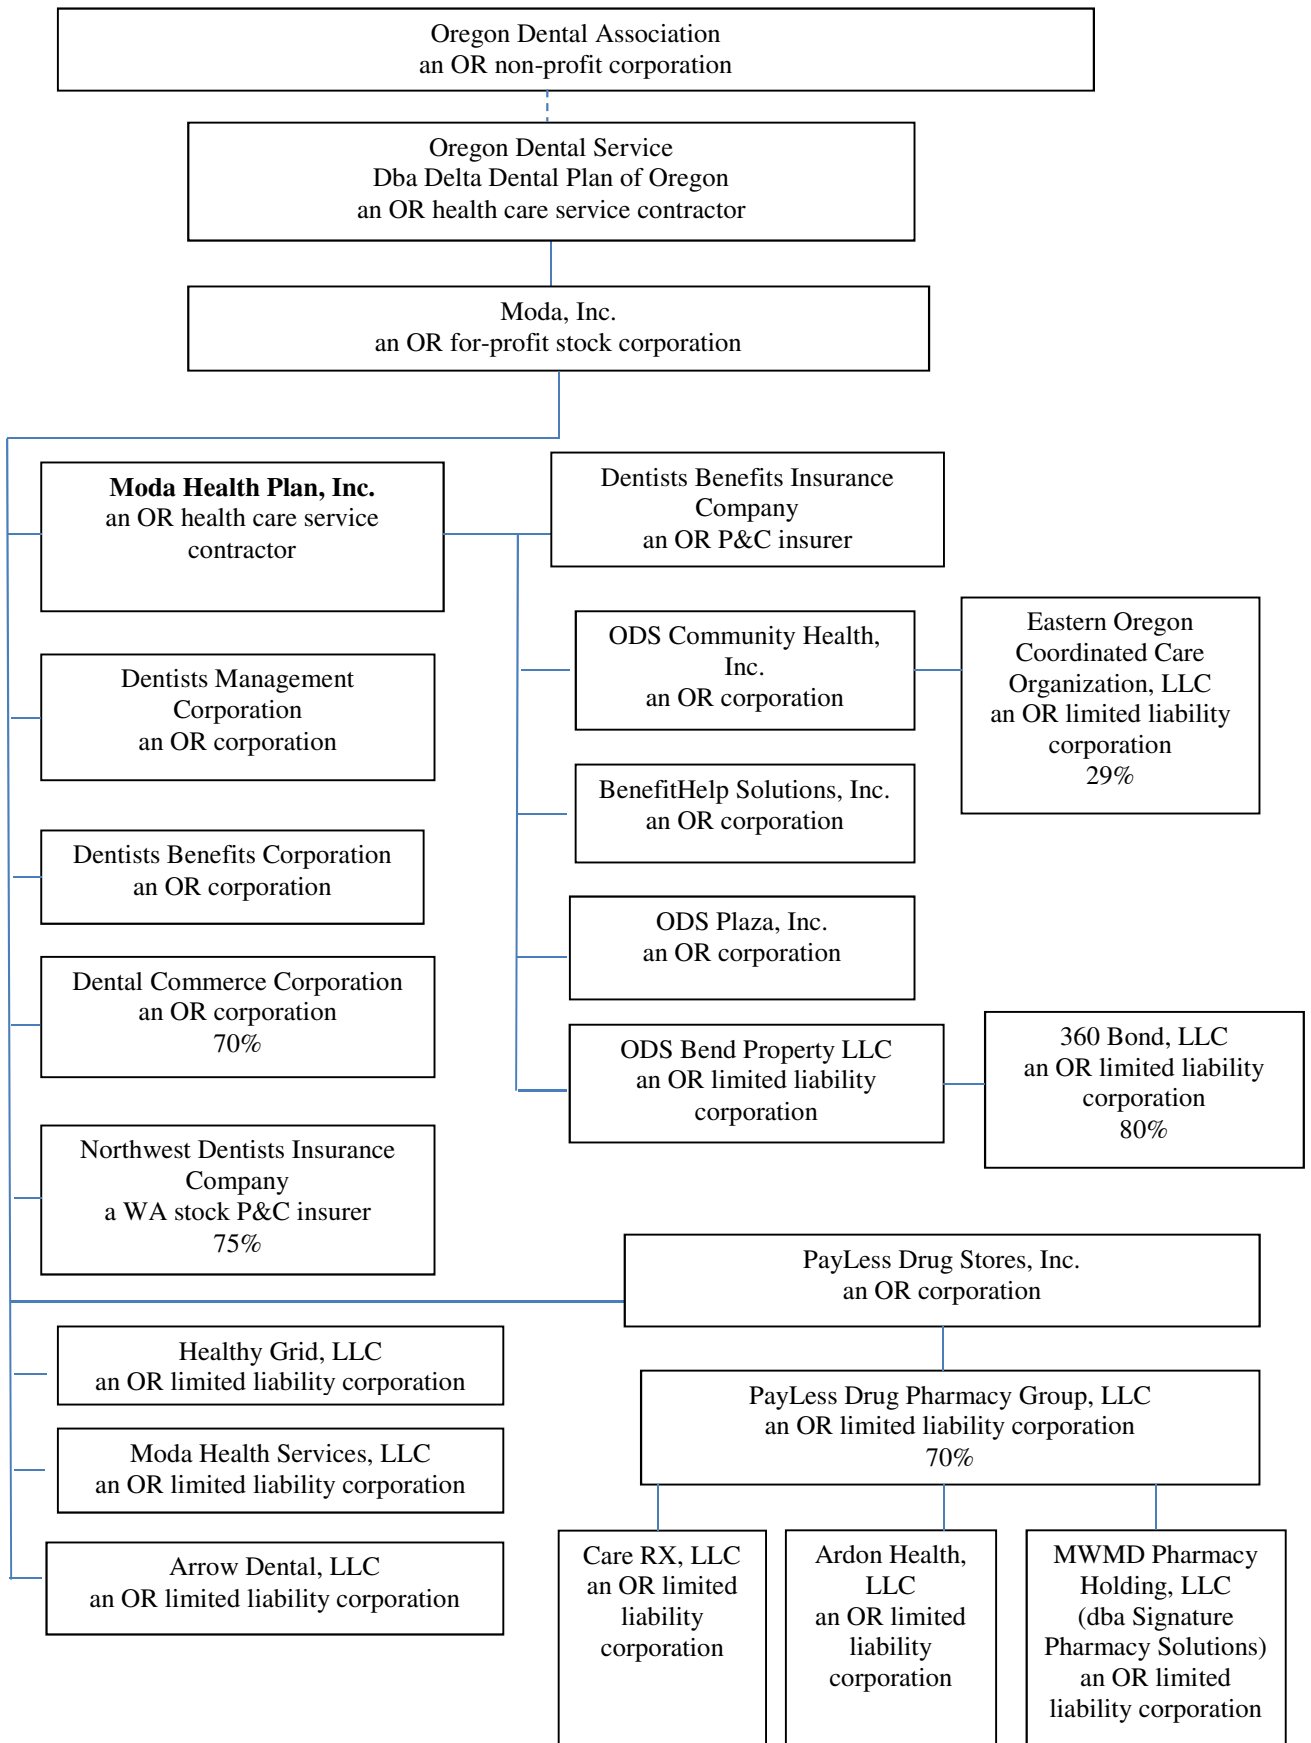 Oregon Dental Association
an OR non-profit corporation
Oregon Dental Service
Dba Delta Dental Plan of Oregon
an OR health care service contractor
Moda, Inc.
an OR for-profit stock corporation
Moda Health Plan, Inc.
an OR health care service
contractor
Dentists Benefits Insurance
Company
an OR P&C insurer
ODS Community Health,
Inc.
an OR corporation
Eastern Oregon
Coordinated Care
Organization, LLC
an OR limited liability
corporation
29%
Dentists Management
Corporation
an OR corporation
BenefitHelp Solutions, Inc.
an OR corporation
Dentists Benefits Corporation
an OR corporation
ODS Plaza, Inc.
an OR corporation
Dental Commerce Corporation
an OR corporation
70%
ODS Bend Property LLC
an OR limited liability
corporation
360 Bond, LLC
an OR limited liability
corporation
80%
Northwest Dentists Insurance
Company
a WA stock P&C insurer
75%
PayLess Drug Stores, Inc.
an OR corporation
Healthy Grid, LLC
an OR limited liability corporation
PayLess Drug Pharmacy Group, LLC
an OR limited liability corporation
70%
Moda Health Services, LLC
an OR limited liability corporation
Arrow Dental, LLC
an OR limited liability corporation
Care RX, LLC
an OR limited
liability
corporation
Ardon Health,
LLC
an OR limited
liability
corporation
MWMD Pharmacy
Holding, LLC
(dba Signature
Pharmacy Solutions)
an OR limited
liability corporation